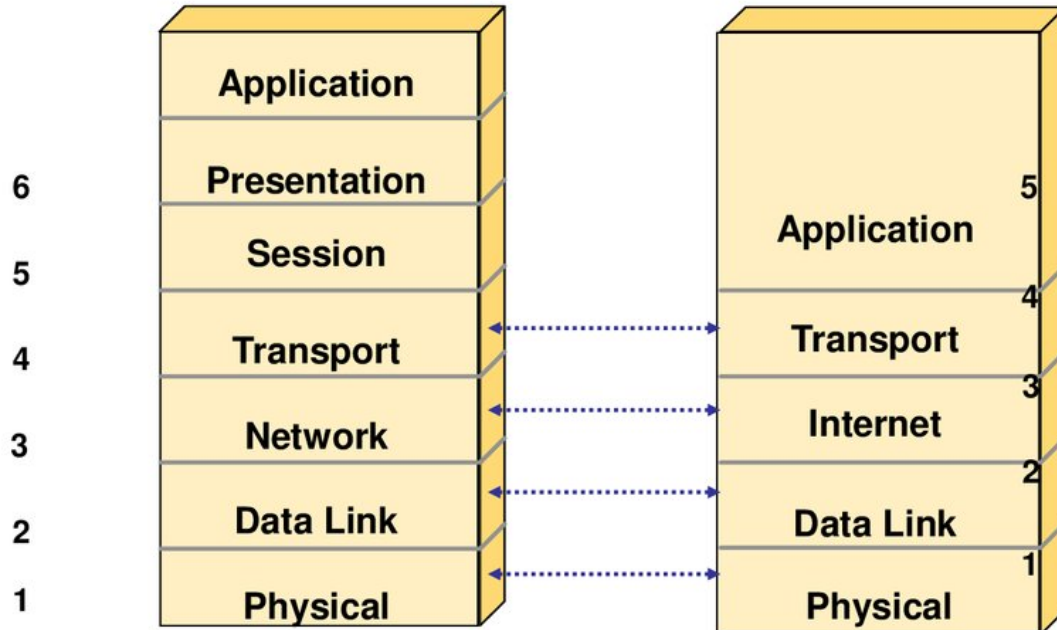 Application
6 Presentation 5
Application
Session
5
4
Transport Transport
4
3
Network Internet
3
2
Data Link Data Link
2
1
1 Physical Physical